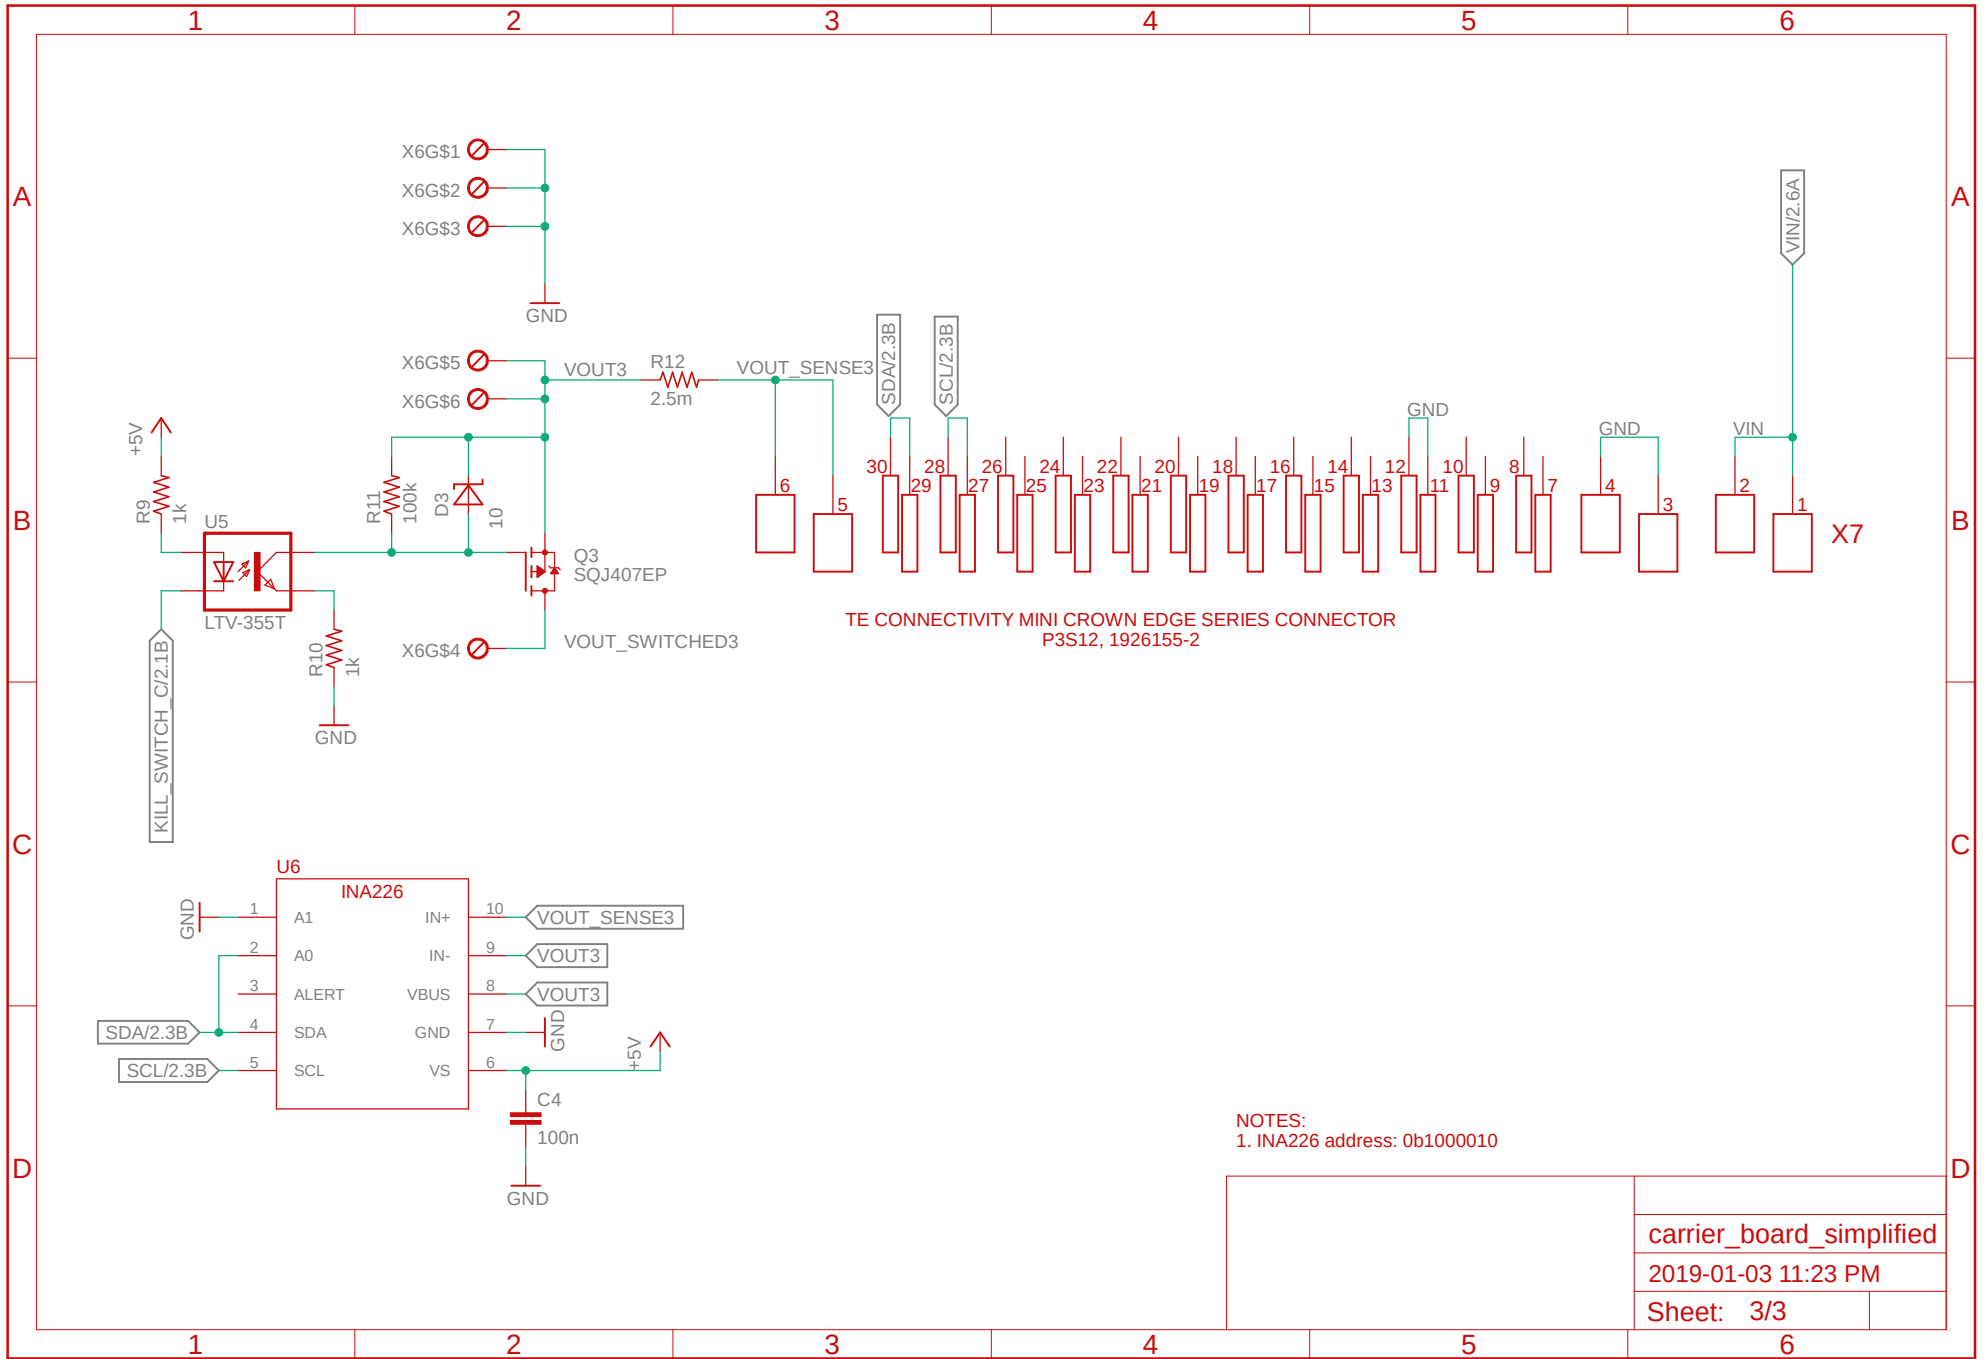 1 2 3 4 5 6
A A
X6G$1
X6G$2
X6G$3
GND
VIN/2.6A
X6G$5
X6G$6
VOUT3
R12
2.5m
VOUT_SENSE3
SDA/2.3B
SCL/2.3B
GND
GND
VIN
+5V
R9
1k
R11
100k
D3
10
U5
LTV-355T
B B
Q3
SQJ407EP
6 5 30 29 28 27 26 25 24 23 22 21 20 19 18 17 16 15 14 13 12 11 10 9 8 7 4 3 2 1
X7
TE CONNECTIVITY MINI CROWN EDGE SERIES CONNECTOR
P3S12, 1926155-2
X6G$4
VOUT_SWITCHED3
R10
1k
GND
KILL_SWITCH_C/2.1B
C C
U6
INA226
GND
1 A1 IN+ 10 VOUT_SENSE3
2 A0 IN- 9 VOUT3
3 ALERT VBUS 8 VOUT3
SDA/2.3B 4 SDA GND 7 GND
SCL/2.3B 5 SCL VS 6 +5V
C4
100n
GND
NOTES:
1. INA226 address: 0b1000010
D D
carrier_board_simplified
2019-01-03 11:23 PM
Sheet: 3/3
1 2 3 4 5 6